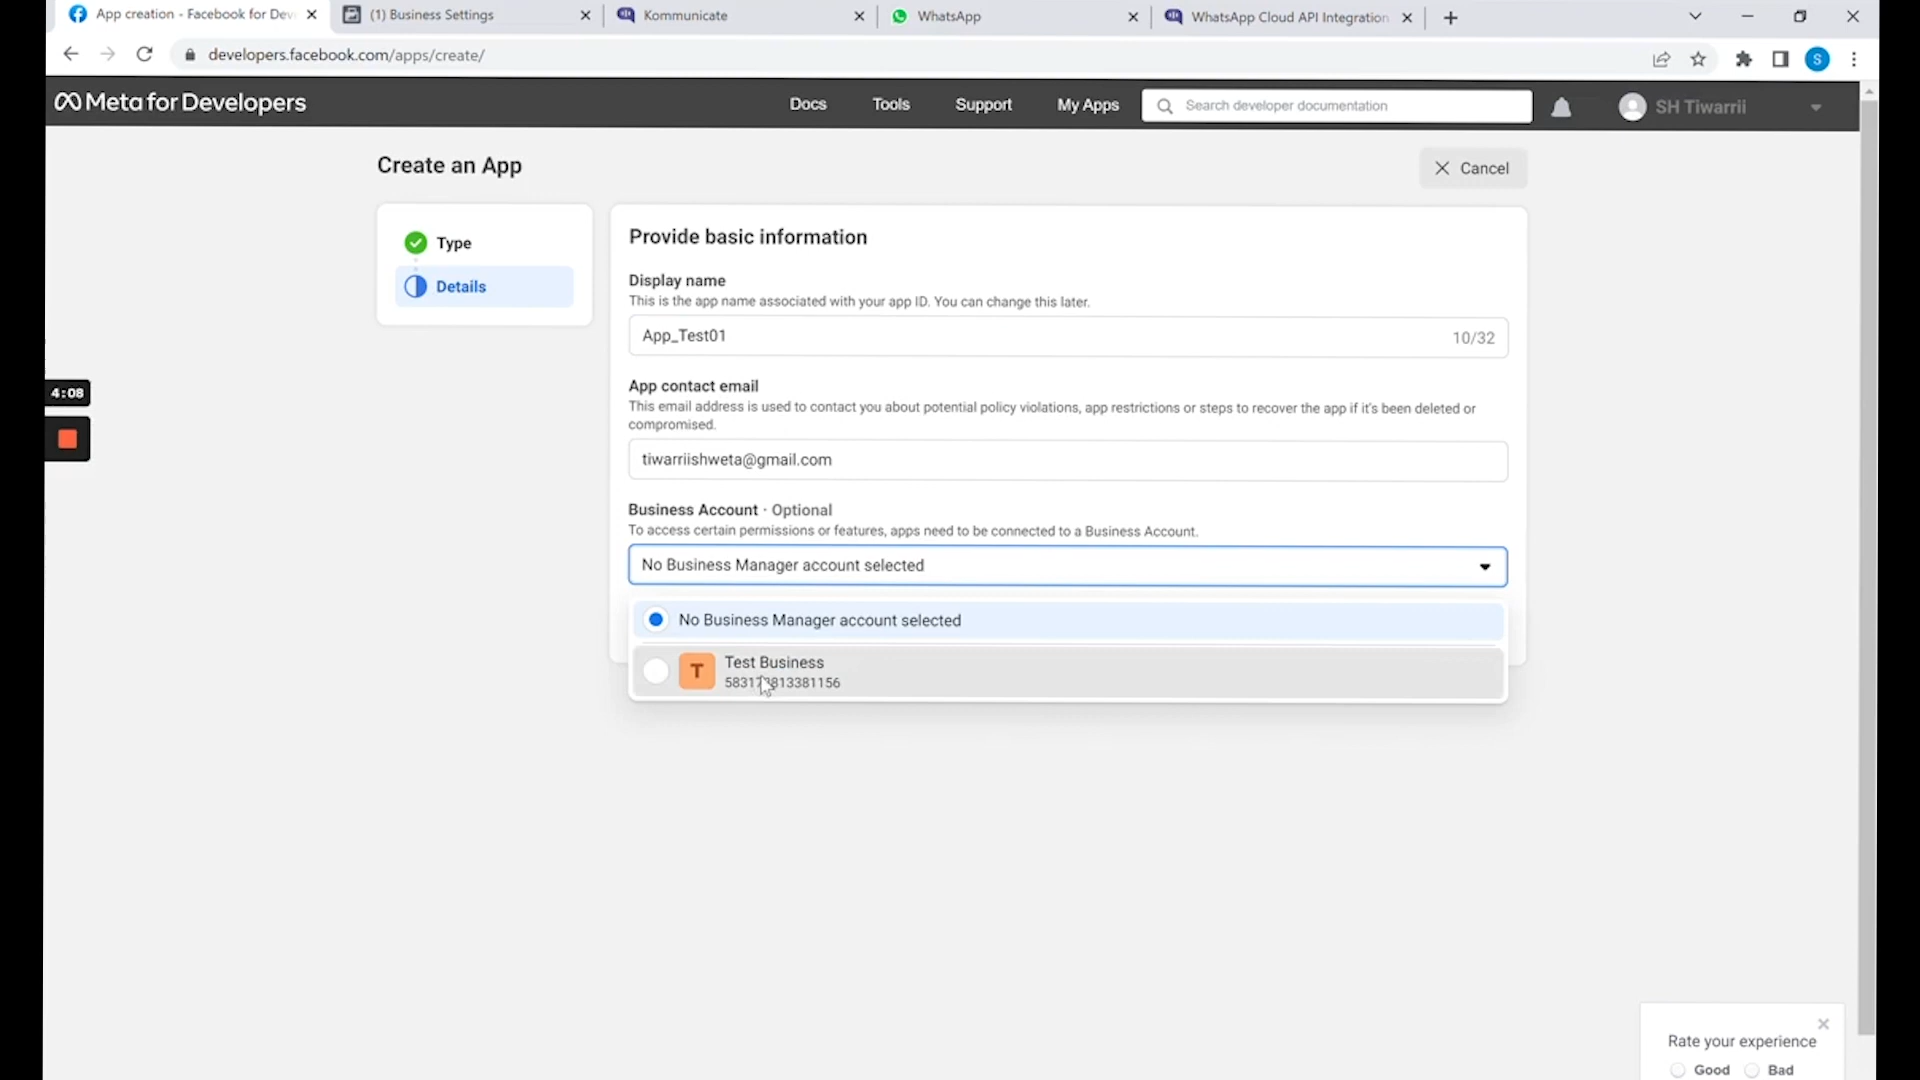 App creation - Facebook for Dev
(1) Business Settings
Kommunicate
WhatsApp
WhatsApp Cloud API Integration
developers.facebook.com/apps/create/
S
Meta for Developers
Docs
Tools
Support
My Apps
Search developer documentation
SH Tiwarrii
Create an App
Cancel
Type
Details
Provide basic information
Display name
This is the app name associated with your app ID. You can change this later.
App_Test01
10/32
App contact email
This email address is used to contact you about potential policy violations, app restrictions or steps to recover the app if it's been deleted or
compromised.
tiwarriishweta@gmail.com
Business Account · Optional
To access certain permissions or features, apps need to be connected to a Business Account.
No Business Manager account selected
No Business Manager account selected
T
Test Business
4:08
Rate your experience
Good
Bad